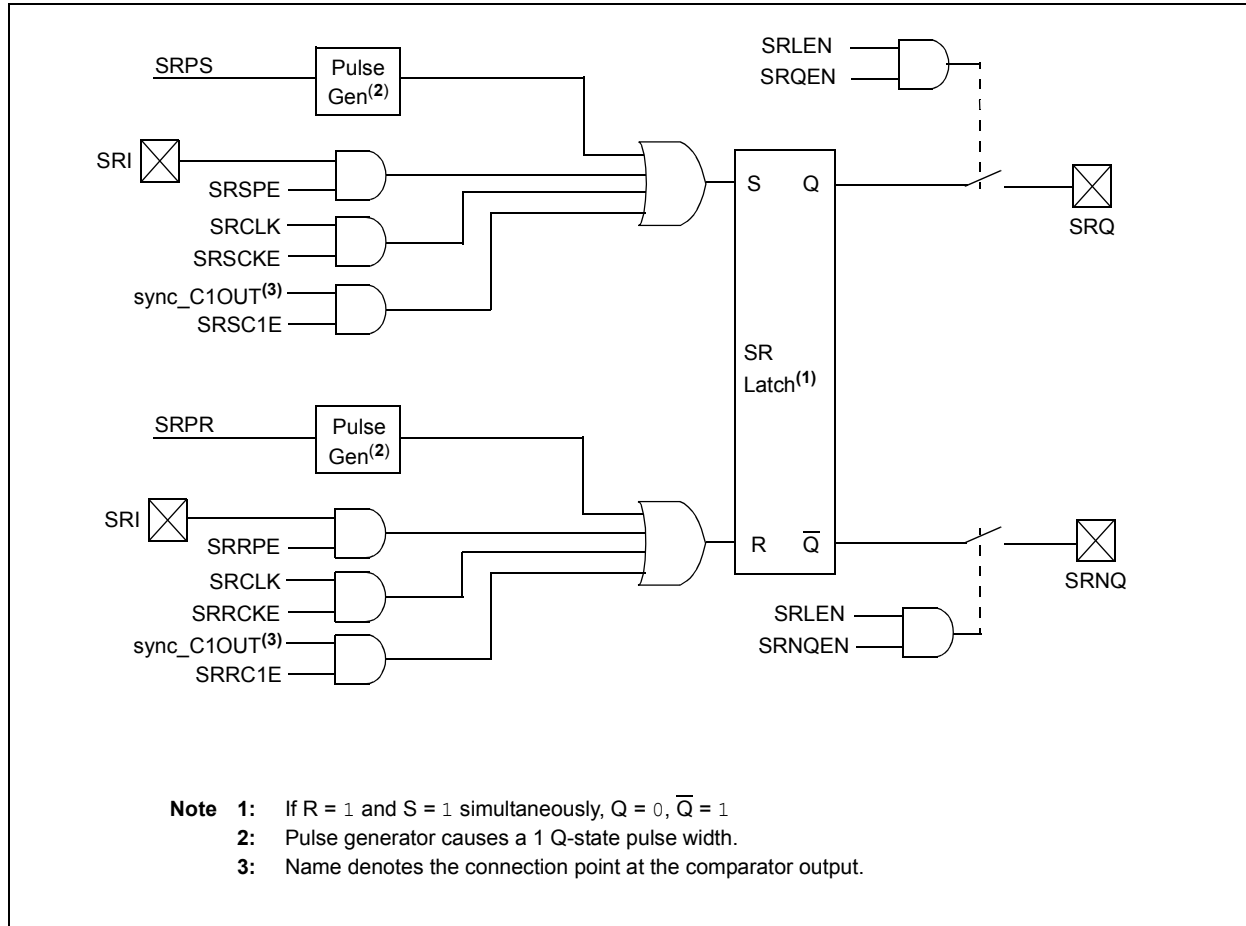 SRPS
Pulse
Gen(2)
SRI
SRSPE
SRCLK
SRSCKE
sync_C1OUT(3)
SRSC1E
SRLEN
SRQEN
S Q
SRQ
SR
Latch(1)
SRPR
Pulse
Gen(2)
SRI
SRRPE
SRCLK
SRRCKE
sync_C1OUT(3)
SRRC1E
R Q̅
SRNQ
SRLEN
SRNQEN
Note 1: If R = 1 and S = 1 simultaneously, Q = 0, Q̅ = 1
2: Pulse generator causes a 1 Q-state pulse width.
3: Name denotes the connection point at the comparator output.